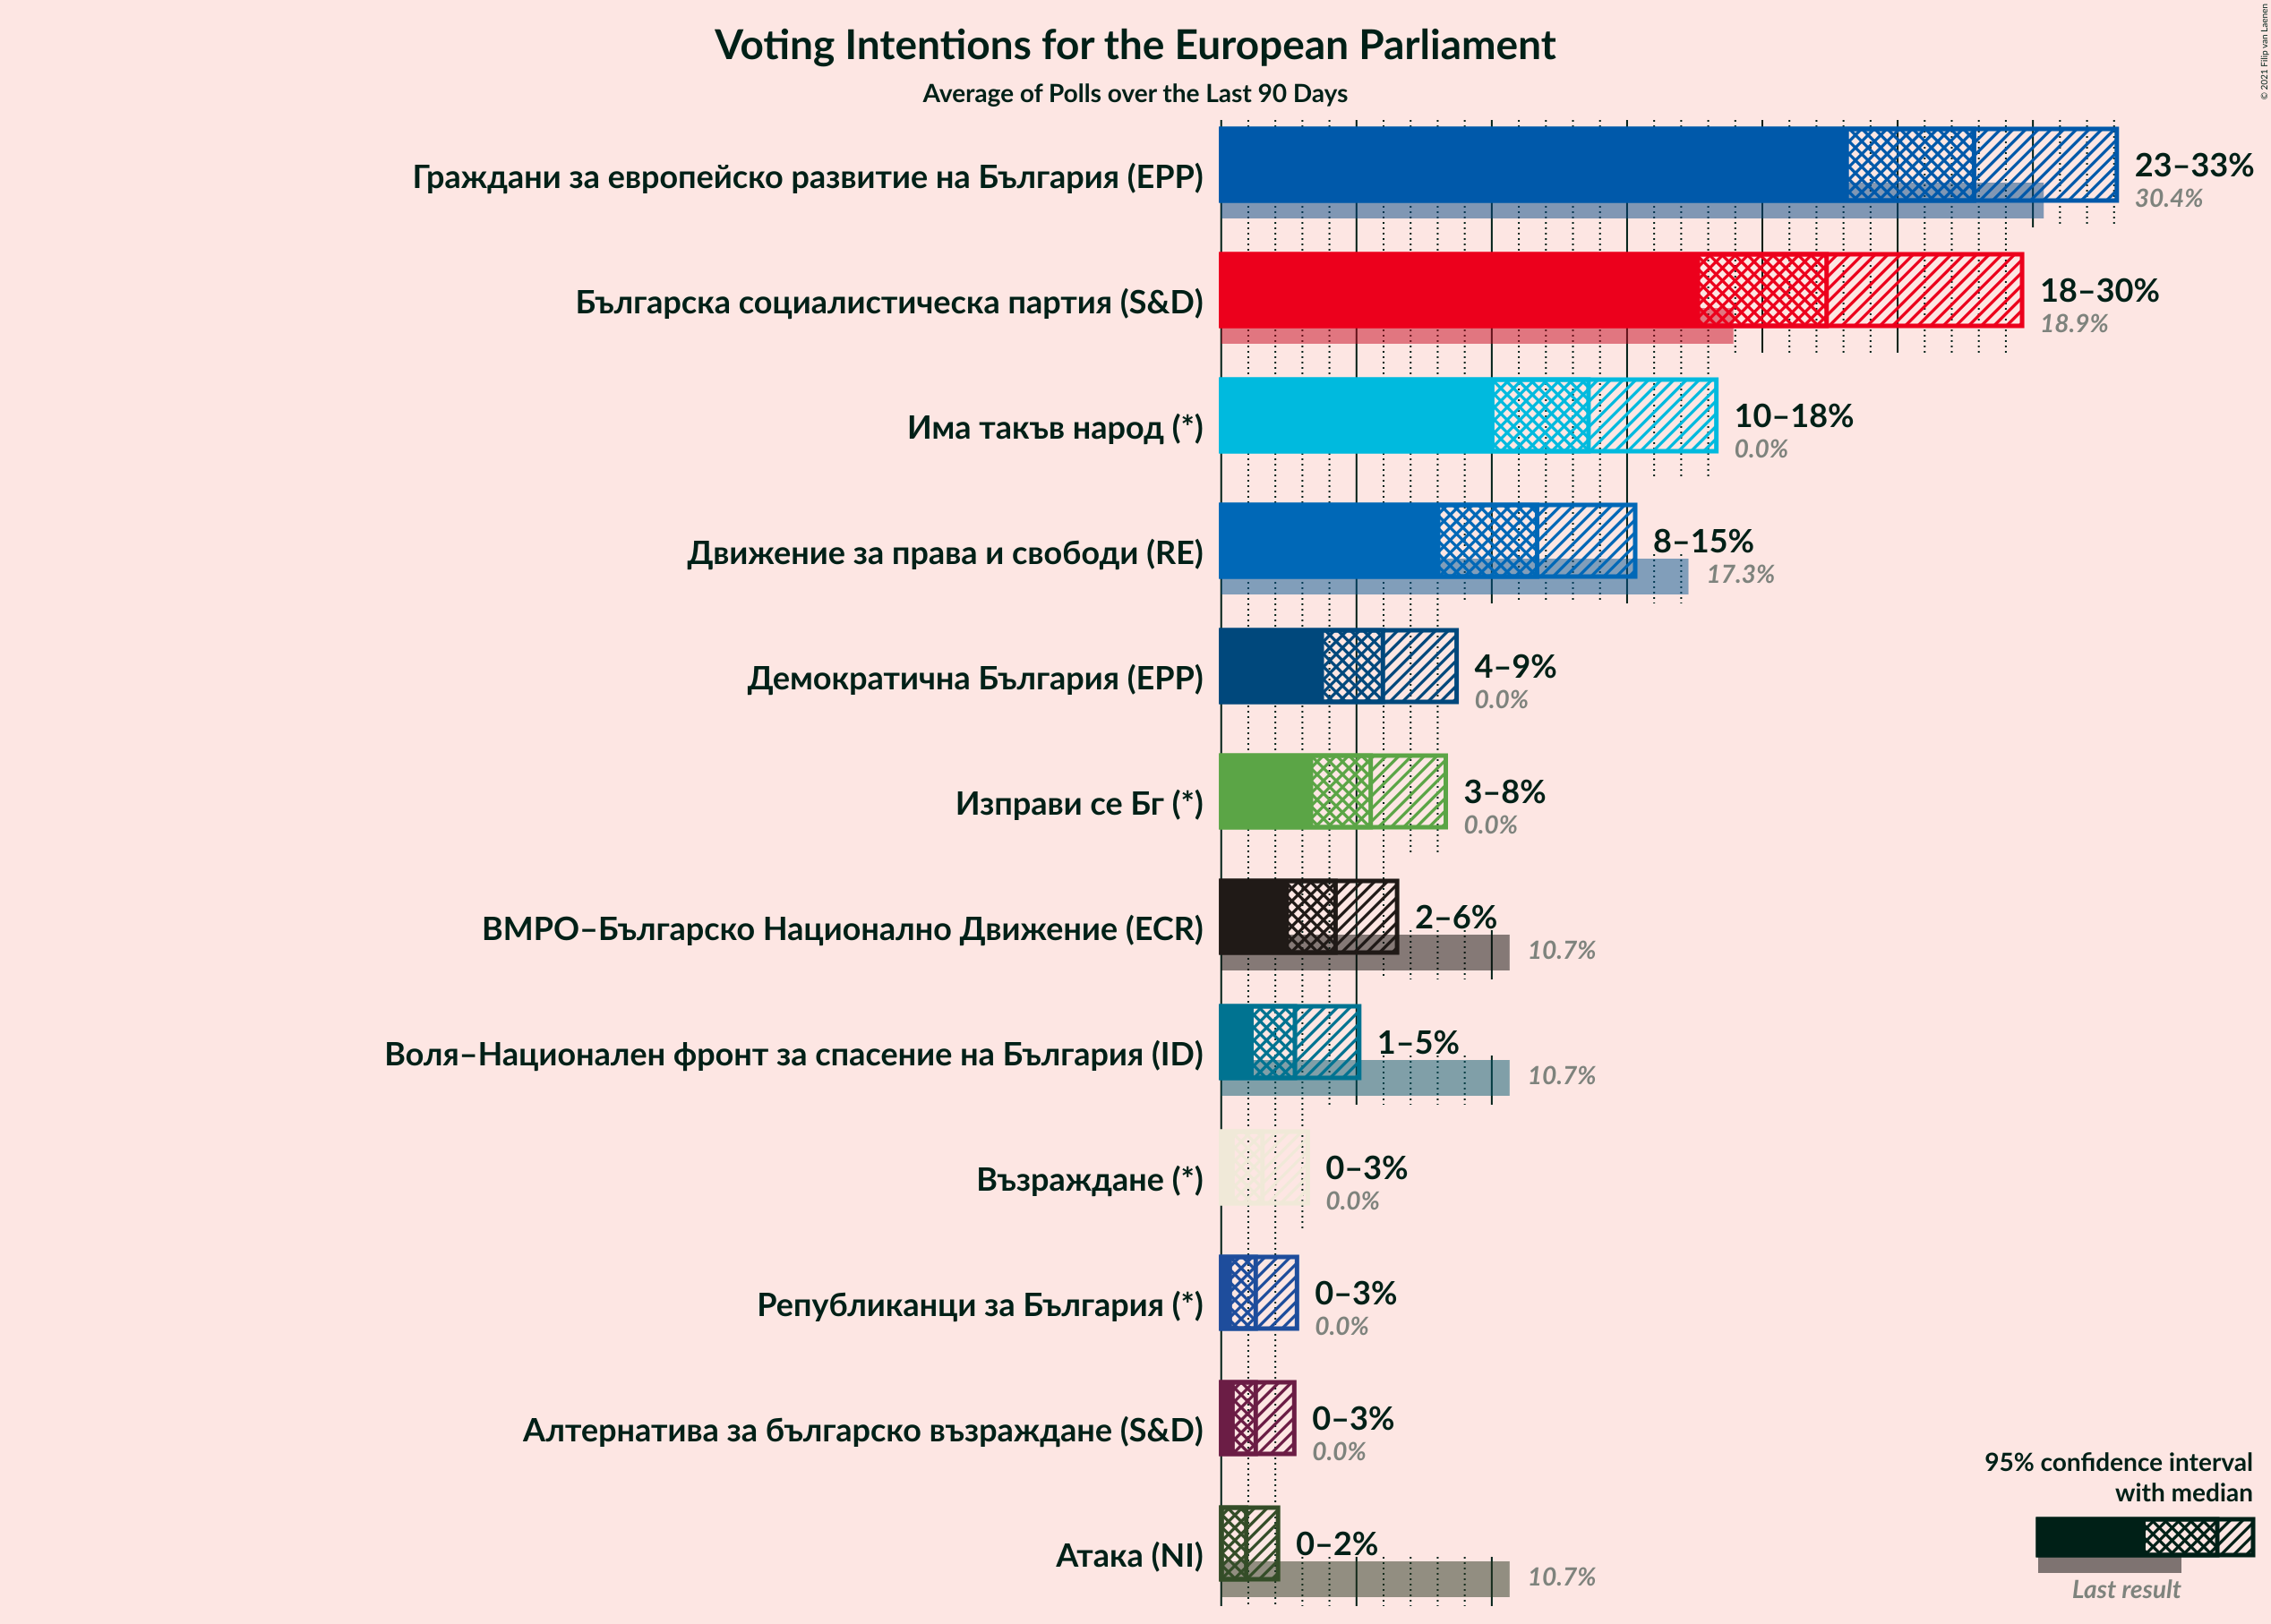 Voting Intentions for the European Parliament
Average of Polls over the Last 90 Days
© 2021 Filip van Laenen
Граждани за европейско развитие на България (EPP)
23–33%
30.4%
Българска социалистическа партия (S&D)
18–30%
18.9%
Има такъв народ (*)
10–18%
0.0%
Движение за права и свободи (RE)
8–15%
17.3%
Демократична България (EPP)
4–9%
0.0%
Изправи се Бг (*)
3–8%
0.0%
ВМРО–Българско Национално Движение (ECR)
2–6%
10.7%
Воля–Национален фронт за спасение на България (ID)
1–5%
10.7%
Възраждане (*)
0–3%
0.0%
Републиканци за България (*)
0–3%
0.0%
Алтернатива за българско възраждане (S&D)
0–3%
0.0%
Атака (NI)
0–2%
10.7%
95% confidence interval
with median
Last result